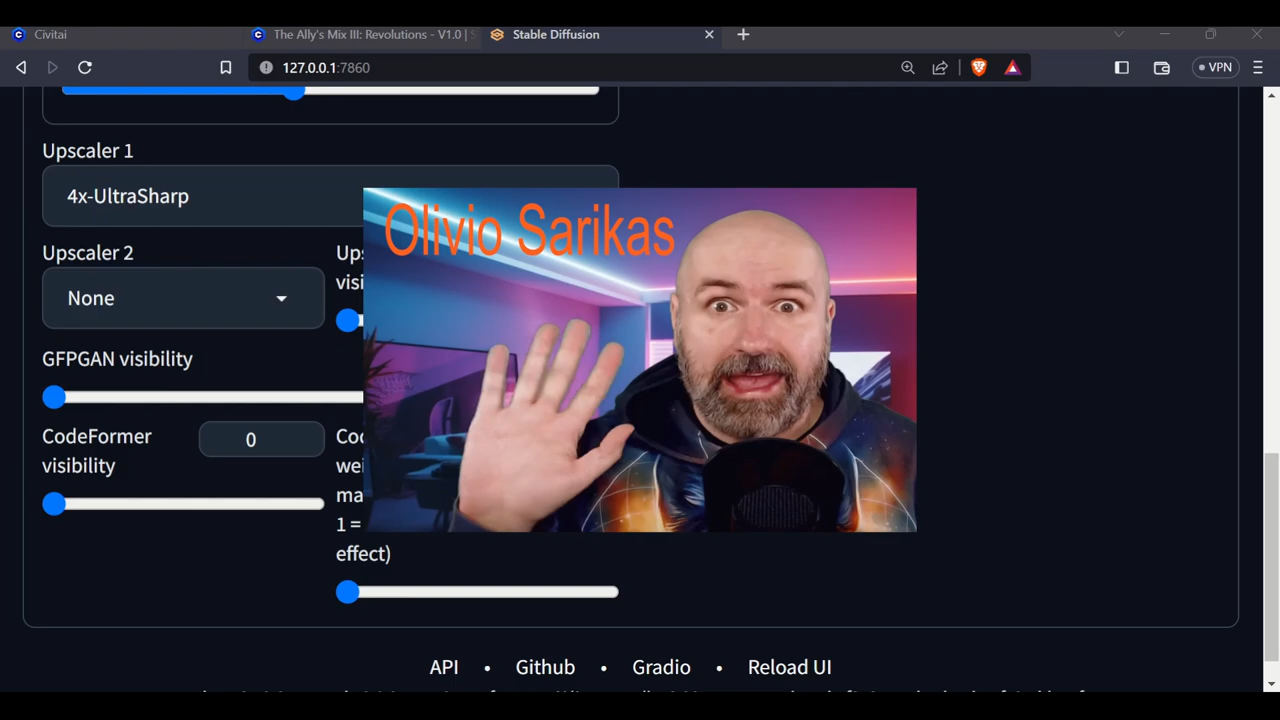 Civitai
The Ally's Mix III: Revolutions - V1.0 |
Stable Diffusion
127.0.0.1:7860
VPN
Upscaler 1
4x-UltraSharp
Olivio Sarikas
Upscaler 2
None
GFPGAN visibility
CodeFormer visibility
0
1 =
effect)
API • Github • Gradio • Reload UI